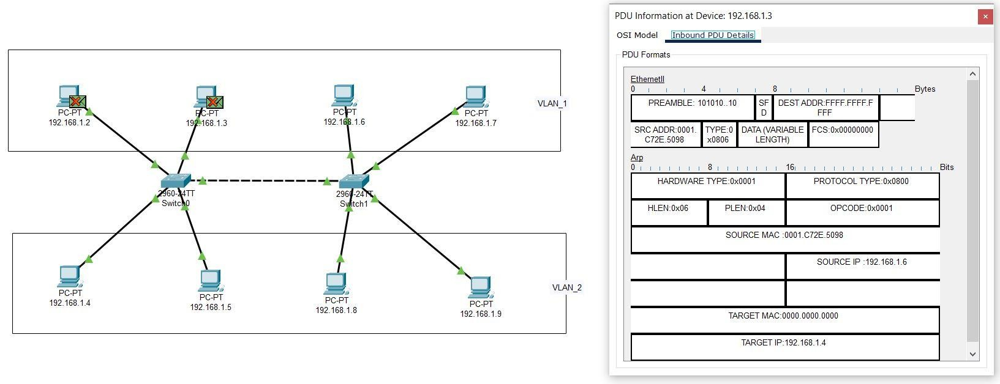 VLAN_1
PC-PT
192.168.1.2
PC-PT
192.168.1.3
PC-PT
192.168.1.6
PC-PT
192.168.1.7
2960-24TT
Switch0
2960-24TT
Switch1
VLAN_2
PC-PT
192.168.1.4
PC-PT
192.168.1.5
PC-PT
192.168.1.8
PC-PT
192.168.1.9
PDU Information at Device: 192.168.1.3
×
OSI Model
Inbound PDU Details
PDU Formats
EthernetII
0 4 8 Bytes
PREAMBLE: 101010..10
SF
D
DEST ADDR:FFFF.FFFF.F
FFF
SRC ADDR:0001.
C72E.5098
TYPE:0
x0806
DATA (VARIABLE
LENGTH)
FCS:0x00000000
Arp
0 8 16 Bits
HARDWARE TYPE:0x0001
PROTOCOL TYPE:0x0800
HLEN:0x06
PLEN:0x04
OPCODE:0x0001
SOURCE MAC :0001.C72E.5098
SOURCE IP :192.168.1.6
TARGET MAC:0000.0000.0000
TARGET IP:192.168.1.4